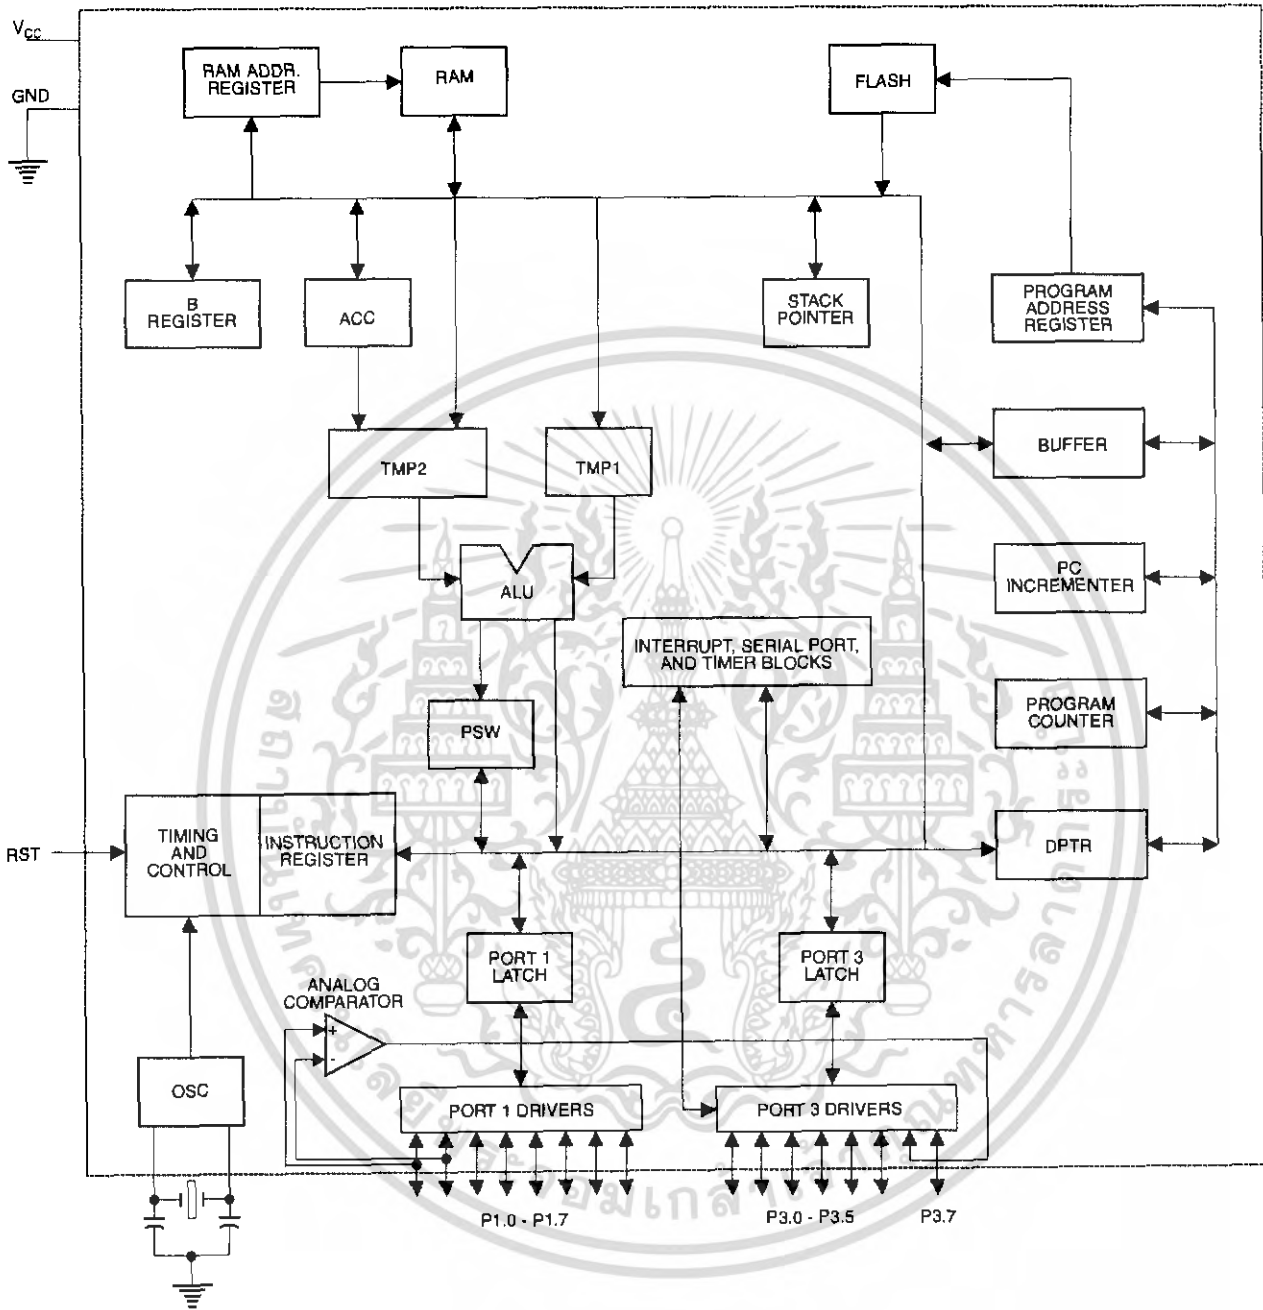 VCC
GND
RAM ADDR.
REGISTER
RAM
FLASH
B
REGISTER
ACC
STACK
POINTER
PROGRAM
ADDRESS
REGISTER
TMP2
TMP1
BUFFER
ALU
PC
INCREMENTER
INTERRUPT, SERIAL PORT,
AND TIMER BLOCKS
PSW
PROGRAM
COUNTER
RST
TIMING
AND
CONTROL
INSTRUCTION
REGISTER
DPTR
PORT 1
LATCH
PORT 3
LATCH
ANALOG
COMPARATOR
+
-
OSC
PORT 1 DRIVERS
PORT 3 DRIVERS
P1.0 - P1.7
P3.0 - P3.5
P3.7